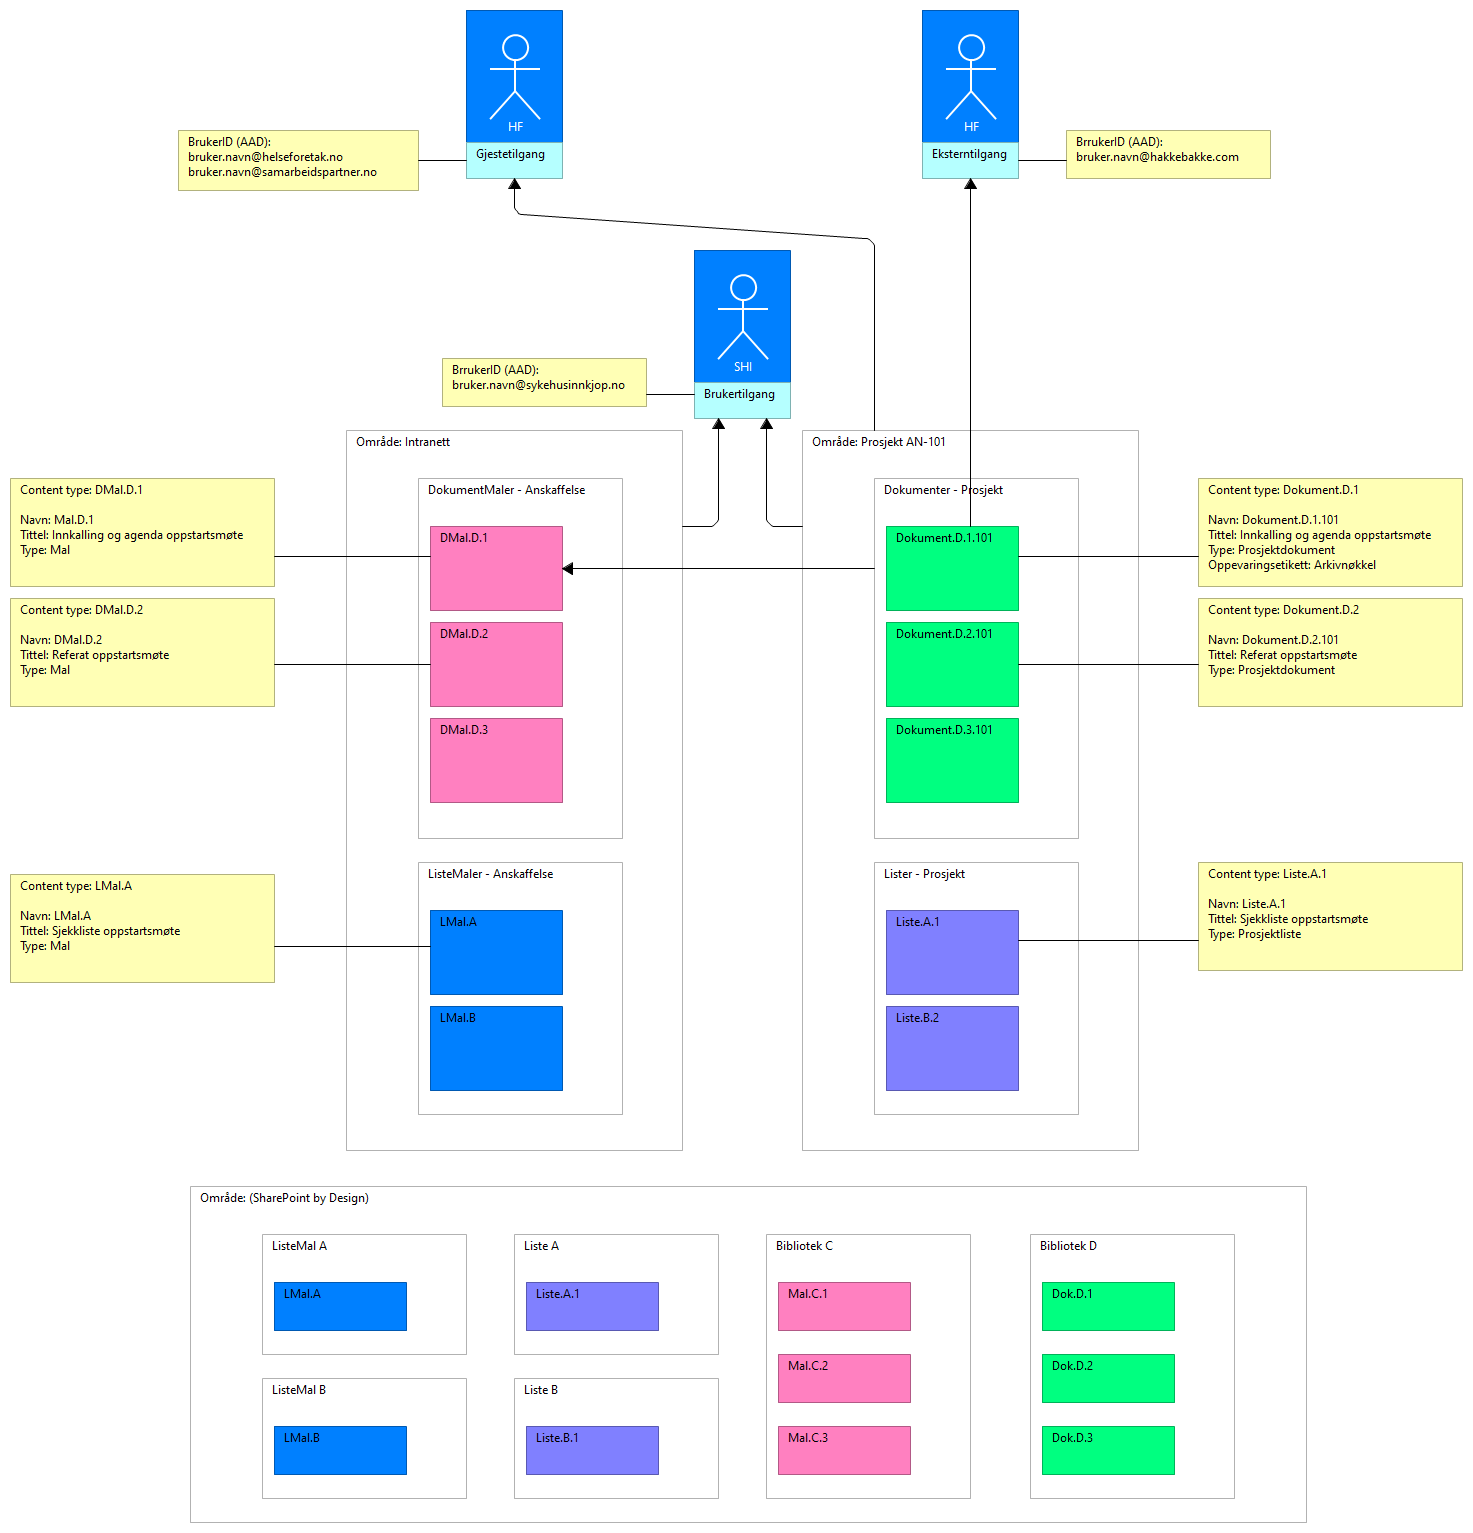 HF
Gjestetilgang
BrukerID (AAD):
bruker.navn@helseforetak.no
bruker.navn@samarbeidspartner.no
HF
Eksterntilgang
BrrukerID (AAD):
bruker.navn@hakkebakke.com
SHI
Brukertilgang
BrrukerID (AAD):
bruker.navn@sykehusinnkjop.no
Område: Intranett
DokumentMaler - Anskaffelse
DMal.D.1
DMal.D.2
DMal.D.3
Content type: DMal.D.1
Navn: Mal.D.1
Tittel: Innkalling og agenda oppstartsmøte
Type: Mal
Content type: DMal.D.2
Navn: DMal.D.2
Tittel: Referat oppstartsmøte
Type: Mal
ListeMaler - Anskaffelse
LMal.A
LMal.B
Content type: LMal.A
Navn: LMal.A
Tittel: Sjekkliste oppstartsmøte
Type: Mal
Område: Prosjekt AN-101
Dokumenter - Prosjekt
Dokument.D.1.101
Dokument.D.2.101
Dokument.D.3.101
Content type: Dokument.D.1
Navn: Dokument.D.1.101
Tittel: Innkalling og agenda oppstartsmøte
Type: Prosjektdokument
Oppevaringsetikett: Arkivnøkkel
Content type: Dokument.D.2
Navn: Dokument.D.2.101
Tittel: Referat oppstartsmøte
Type: Prosjektdokument
Lister - Prosjekt
Liste.A.1
Liste.B.2
Content type: Liste.A.1
Navn: Liste.A.1
Tittel: Sjekkliste oppstartsmøte
Type: Prosjektliste
Område: (SharePoint by Design)
ListeMal A
LMal.A
ListeMal B
LMal.B
Liste A
Liste.A.1
Liste B
Liste.B.1
Bibliotek C
Mal.C.1
Mal.C.2
Mal.C.3
Bibliotek D
Dok.D.1
Dok.D.2
Dok.D.3